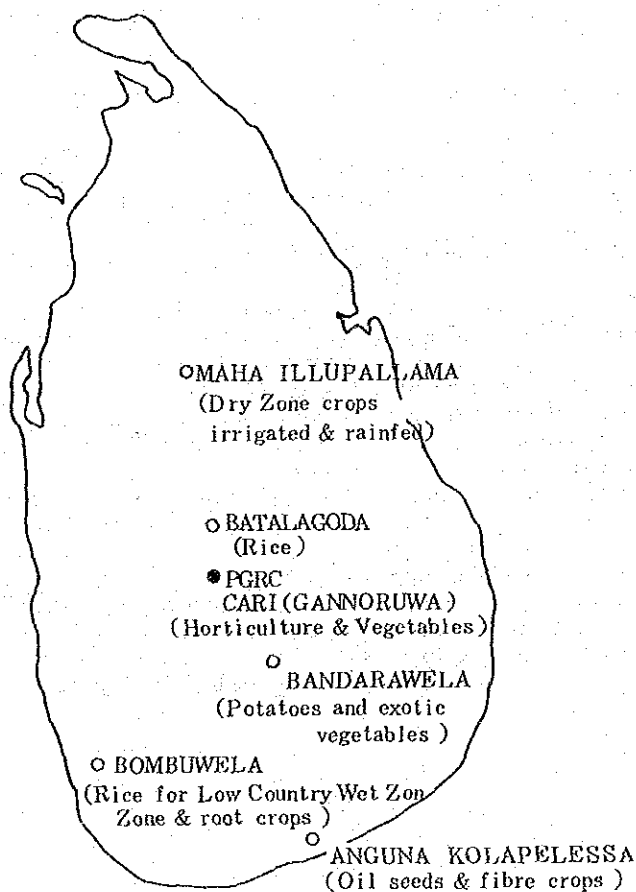 MAHA ILLUPALLAMA
(Dry Zone crops
irrigated & rainfed)
BATALAGODA
(Rice)
PGRC
CARI (GANNORUWA)
(Horticulture & Vegetables)
BANDARAWELA
(Potatoes and exotic
vegetables )
BOMBUWELA
(Rice for Low Country Wet Zon
Zone & root crops )
ANGUNA KOLAPELESSA
(Oil seeds & fibre crops )